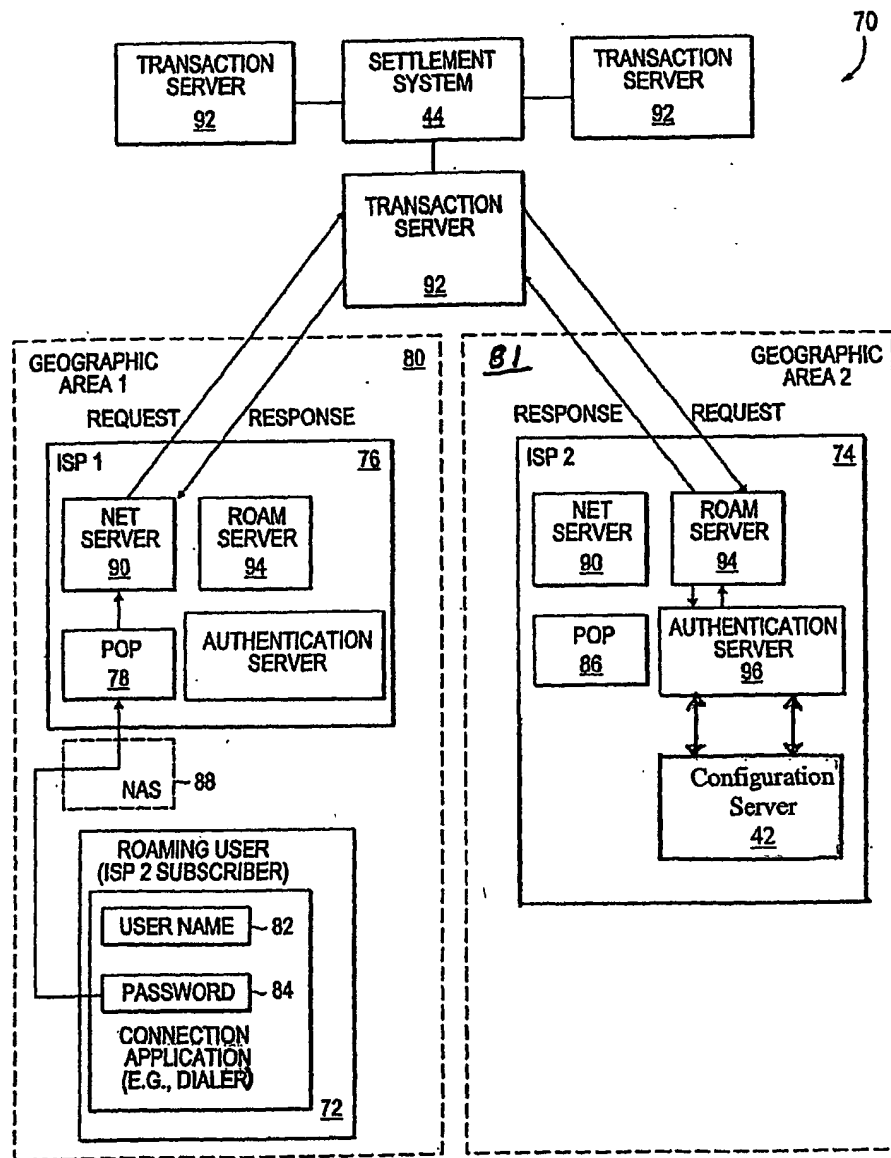 70
TRANSACTION
SERVER
92
SETTLEMENT
SYSTEM
44
TRANSACTION
SERVER
92
TRANSACTION
SERVER
92
GEOGRAPHIC
AREA 1
80
REQUEST
RESPONSE
ISP 1
76
NET
SERVER
90
ROAM
SERVER
94
POP
78
AUTHENTICATION
SERVER
NAS
88
ROAMING USER
(ISP 2 SUBSCRIBER)
USER NAME
82
PASSWORD
84
CONNECTION
APPLICATION
(E.G., DIALER)
72
81
GEOGRAPHIC
AREA 2
RESPONSE
REQUEST
ISP 2
74
NET
SERVER
90
ROAM
SERVER
94
POP
86
AUTHENTICATION
SERVER
96
Configuration
Server
42